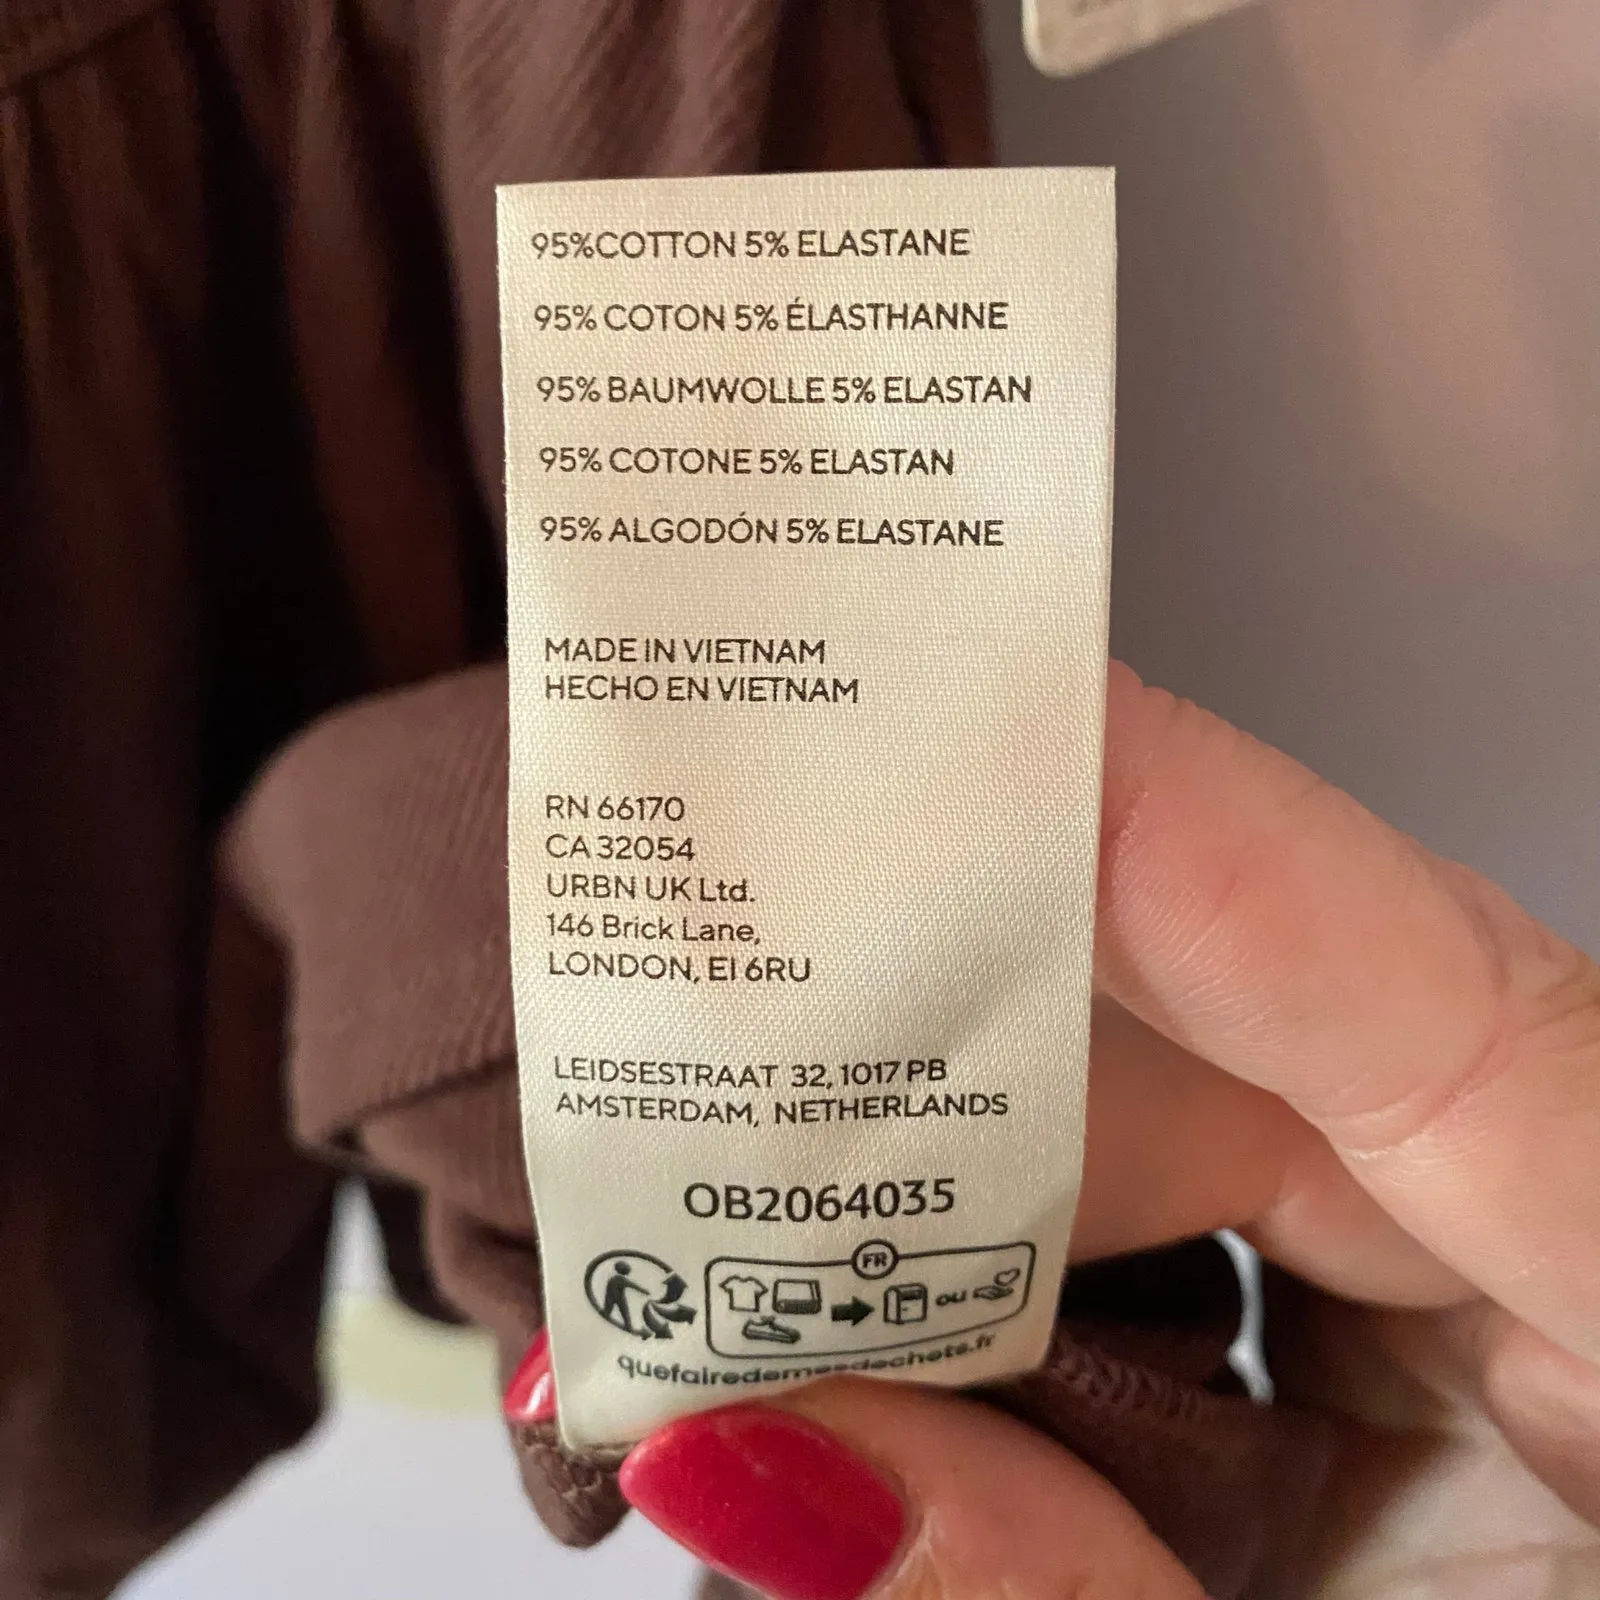 95%COTTON 5% ELASTANE
95% COTON 5% ÉLASTHANNE
95% BAUMWOLLE 5% ELASTAN
95% COTONE 5% ELASTAN
95% ALGODÓN 5% ELASTANE
MADE IN VIETNAM
HECHO EN VIETNAM
RN 66170
CA 32054
URBN UK Ltd.
146 Brick Lane,
LONDON, E1 6RU
LEIDSESTRAAT 32, 1017 PB
AMSTERDAM, NETHERLANDS
OB2064035
FR
ou
quefairedemesdechets.fr